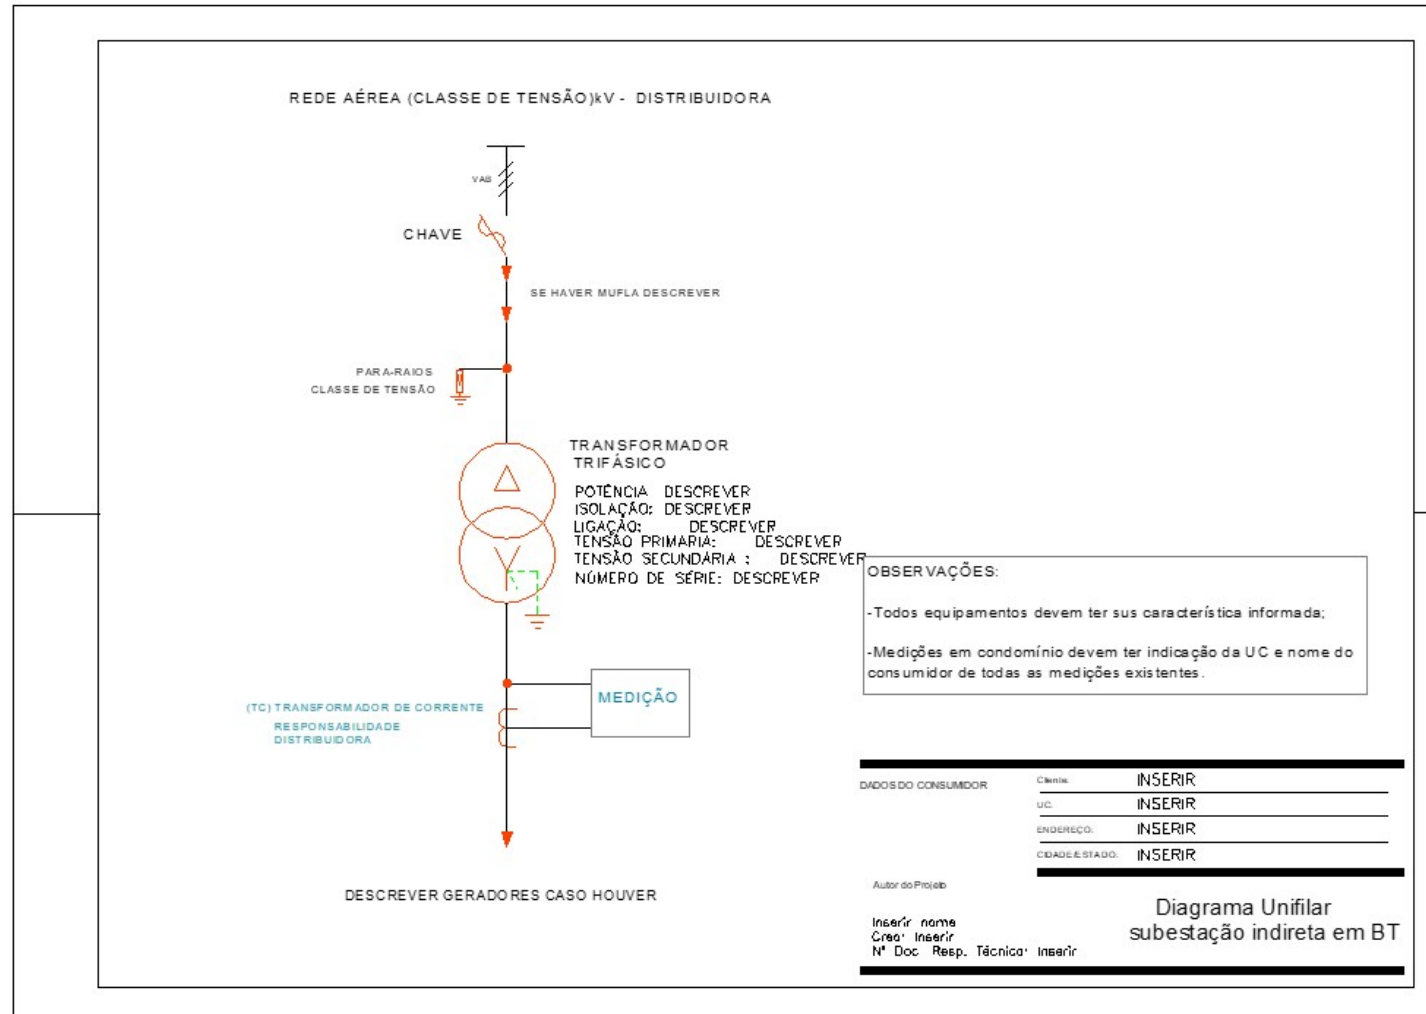 REDE AÉREA (CLASSE DE TENSÃO)kV - DISTRIBUIDORA
VAB
CHAVE
SE HAVER MUFLA DESCREVER
PARA-RAIOS
CLASSE DE TENSÃO
TRANSFORMADOR
TRIFÁSICO
POTÊNCIA DESCREVER
ISOLAÇÃO: DESCREVER
LIGAÇÃO: DESCREVER
TENSÃO PRIMARIA: DESCREVER
TENSÃO SECUNDÁRIA : DESCREVER
NÚMERO DE SÉRIE: DESCREVER
OBSERVAÇÕES:
-Todos equipamentos devem ter sus característica informada;
-Medições em condomínio devem ter indicação da UC e nome do
consumidor de todas as medições existentes.
MEDIÇÃO
(TC) TRANSFORMADOR DE CORRENTE
RESPONSABILIDADE
DISTRIBUIDORA
DESCREVER GERADORES CASO HOUVER
DADOS DO CONSUMIDOR
Cliente: INSERIR
UC: INSERIR
ENDEREÇO: INSERIR
CIDADE/ESTADO: INSERIR
Autor do Projeto
Inserir nome
Crea: Inserir
N° Doc Resp. Técnica: Inserir
Diagrama Unifilar
subestação indireta em BT